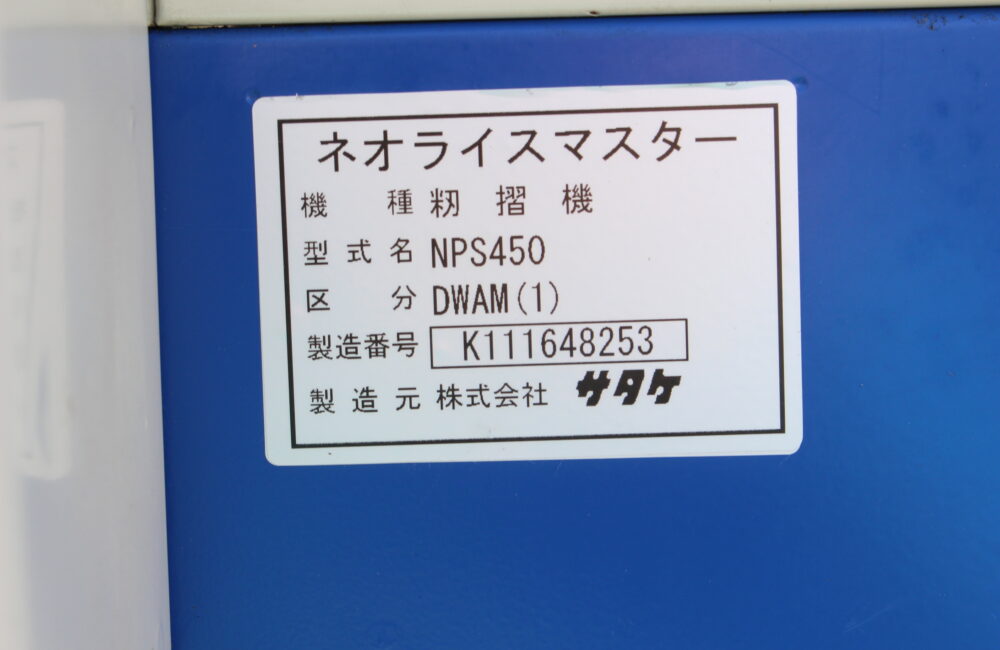 ネオライスマスター
機種 籾摺機
型式名 NPS450
区分 DWAM(1)
製造番号 K111648253
製造元 株式会社 サタケ